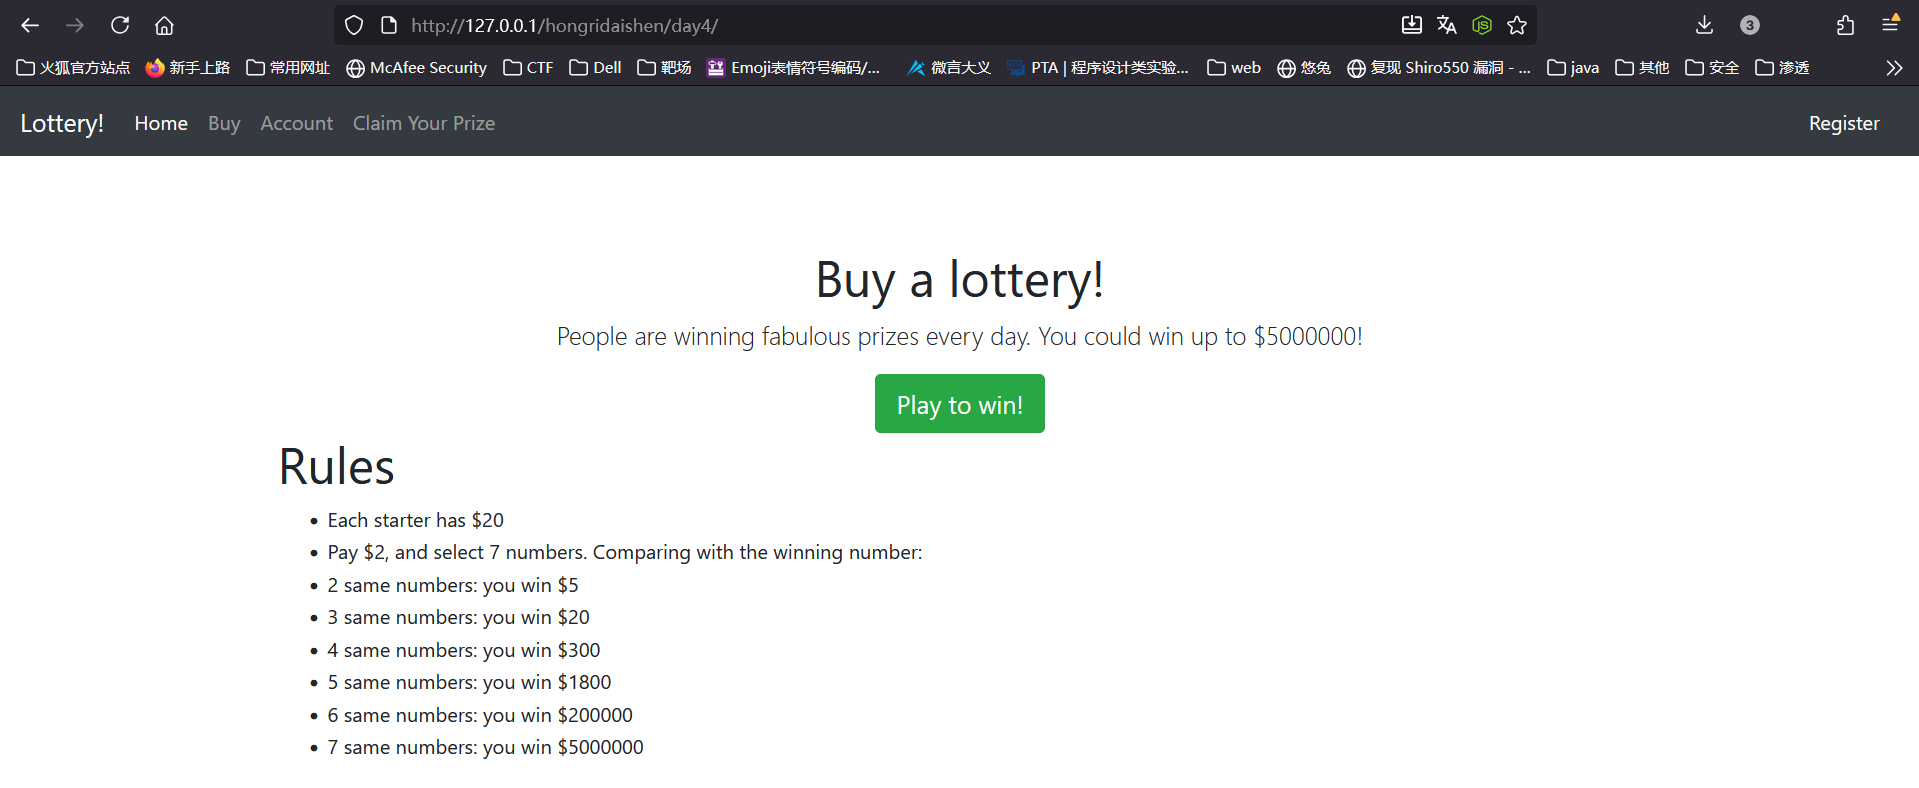 http://127.0.0.1/hongridaishen/day4/
3
火狐官方站点 新手上路 常用网址 McAfee Security CTF Dell 靶场 Emoji表情符号编码/... 微言大义 PTA | 程序设计类实验... web 悠兔 复现 Shiro550 漏洞 - ... java 其他 安全 渗透
Lottery! Home Buy Account Claim Your Prize Register
Buy a lottery!
People are winning fabulous prizes every day. You could win up to $5000000!
Play to win!
Rules
• Each starter has $20
• Pay $2, and select 7 numbers. Comparing with the winning number:
• 2 same numbers: you win $5
• 3 same numbers: you win $20
• 4 same numbers: you win $300
• 5 same numbers: you win $1800
• 6 same numbers: you win $200000
• 7 same numbers: you win $5000000